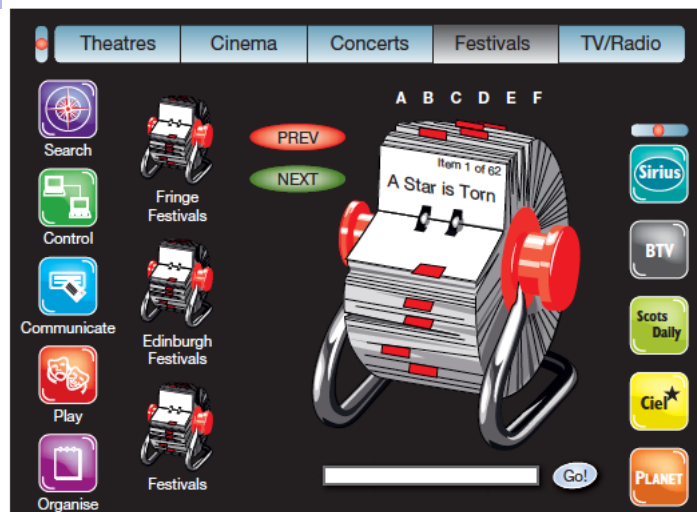 Theatres
Cinema
Concerts
Festivals
TV/Radio
A B C D E F
Search
Fringe
Festivals
PREV
NEXT
Item 1 of 62
A Star is Torn
Sirius
Control
BTV
Communicate
Edinburgh
Festivals
Scots
Daily
Play
Ciel
Organise
Festivals
Go!
PLANET